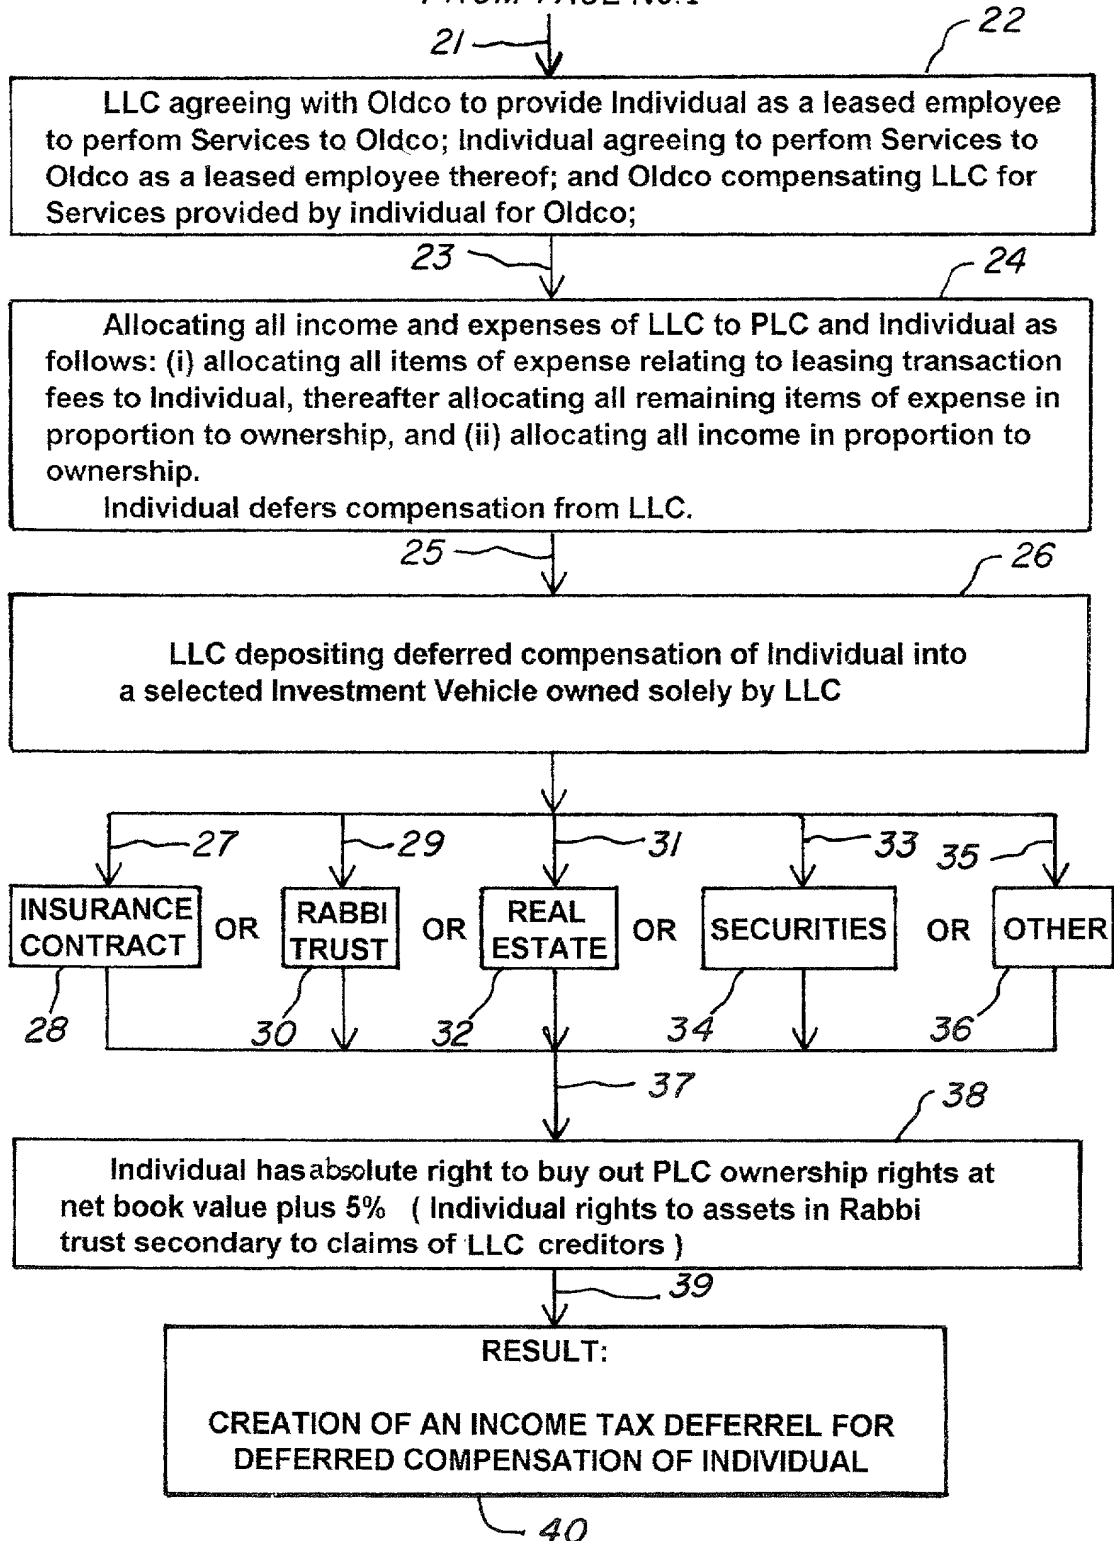 FROM PAGE No.1
21
22
LLC agreeing with Oldco to provide Individual as a leased employee
to perfom Services to Oldco; Individual agreeing to perfom Services to
Oldco as a leased employee thereof; and Oldco compensating LLC for
Services provided by individual for Oldco;
23
24
Allocating all income and expenses of LLC to PLC and Individual as
follows: (i) allocating all items of expense relating to leasing transaction
fees to Individual, thereafter allocating all remaining items of expense in
proportion to ownership, and (ii) allocating all income in proportion to
ownership.
Individual defers compensation from LLC.
25
26
LLC depositing deferred compensation of Individual into
a selected Investment Vehicle owned solely by LLC
27 29 31 33 35
INSURANCE CONTRACT OR RABBI TRUST OR REAL ESTATE OR SECURITIES OR OTHER
28 30 32 34 36
37
38
Individual has absolute right to buy out PLC ownership rights at
net book value plus 5% ( Individual rights to assets in Rabbi
trust secondary to claims of LLC creditors )
39
RESULT:
CREATION OF AN INCOME TAX DEFERREL FOR
DEFERRED COMPENSATION OF INDIVIDUAL
40